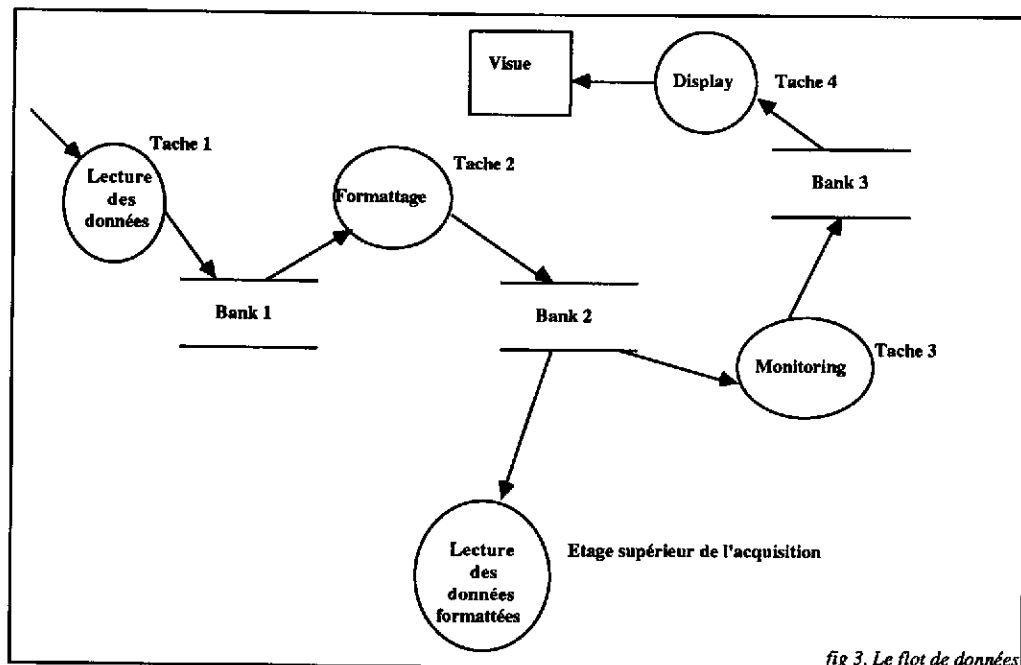 Visue
Display
Tache 4
Tache 1
Tache 2
Bank 3
Lecture
des
données
Formattage
Bank 1
Bank 2
Tache 3
Monitoring
Lecture
des
données
formattées
Etage supérieur de l'acquisition
fig 3. Le flot de données